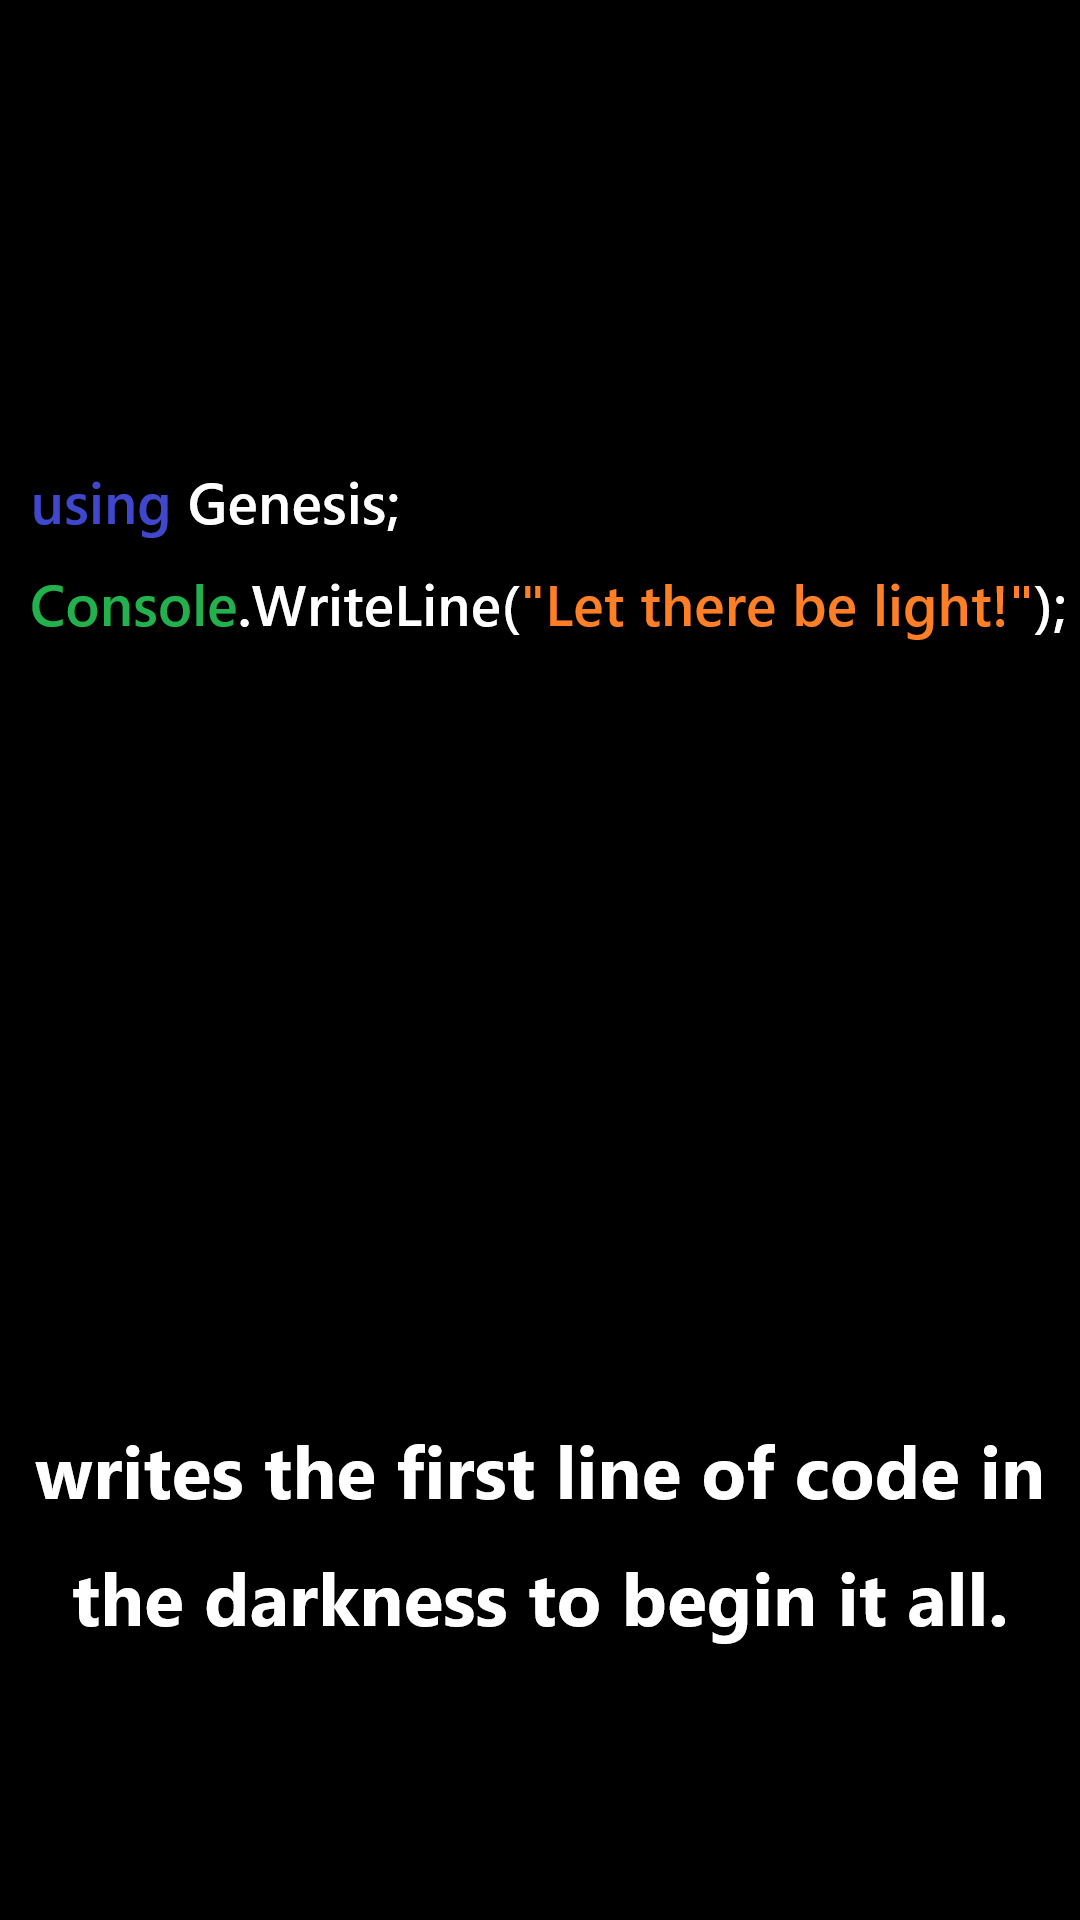 using Genesis;
Console.WriteLine("Let there be light!");
writes the first line of code in
the darkness to begin it all.